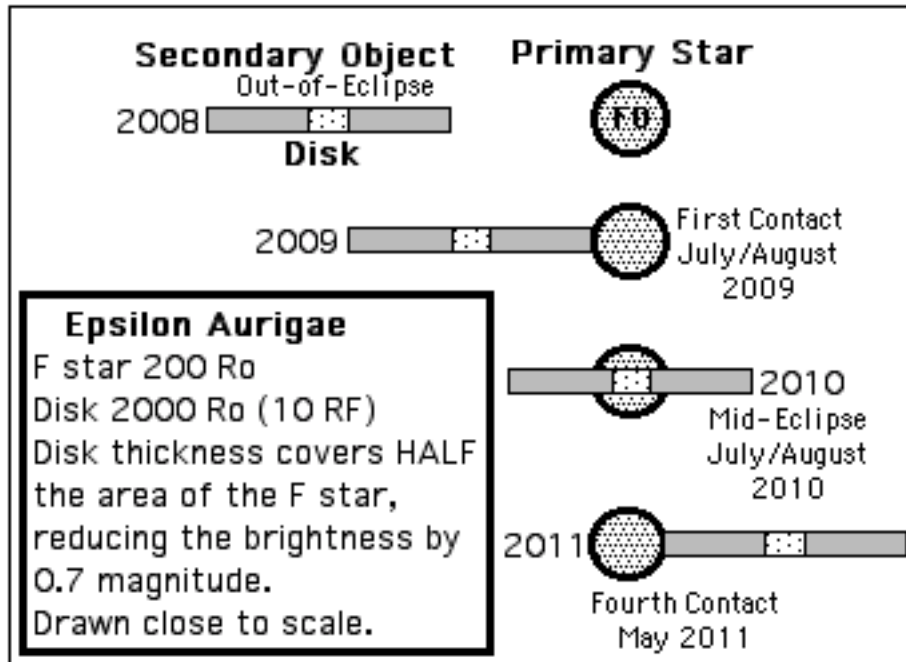 Secondary Object
Primary Star
Out-of-Eclipse
2008
F0
Disk
2009
First Contact
July/August
2009
Epsilon Aurigae
F star 200 Ro
Disk 2000 Ro (10 RF)
Disk thickness covers HALF
the area of the F star,
reducing the brightness by
0.7 magnitude.
Drawn close to scale.
2010
Mid-Eclipse
July/August
2010
2011
Fourth Contact
May 2011